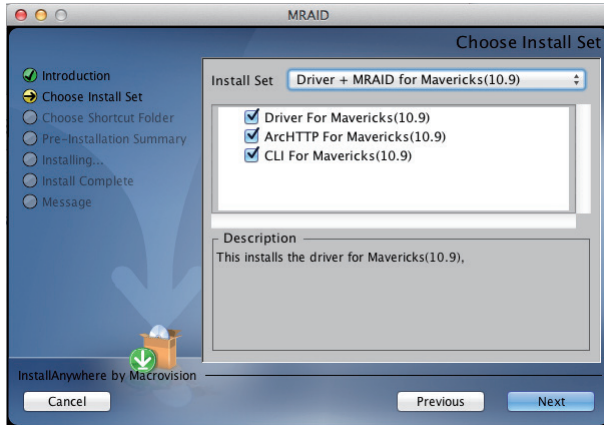 MRAID
Choose Install Set
Introduction
Choose Install Set
Choose Shortcut Folder
Pre-Installation Summary
Installing...
Install Complete
Message
Install Set
Driver + MRAID for Mavericks(10.9)
Driver For Mavericks(10.9)
ArcHTTP For Mavericks(10.9)
CLI For Mavericks(10.9)
Description
This installs the driver for Mavericks(10.9),
InstallAnywhere by Macrovision
Cancel
Previous
Next